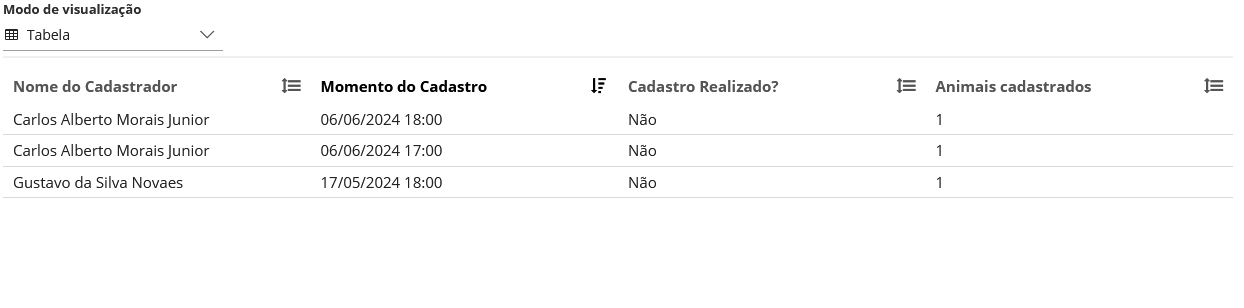 Modo de visualização
Tabela
Nome do Cadastrador Momento do Cadastro Cadastro Realizado? Animais cadastrados
Carlos Alberto Morais Junior 06/06/2024 18:00 Não 1
Carlos Alberto Morais Junior 06/06/2024 17:00 Não 1
Gustavo da Silva Novaes 17/05/2024 18:00 Não 1